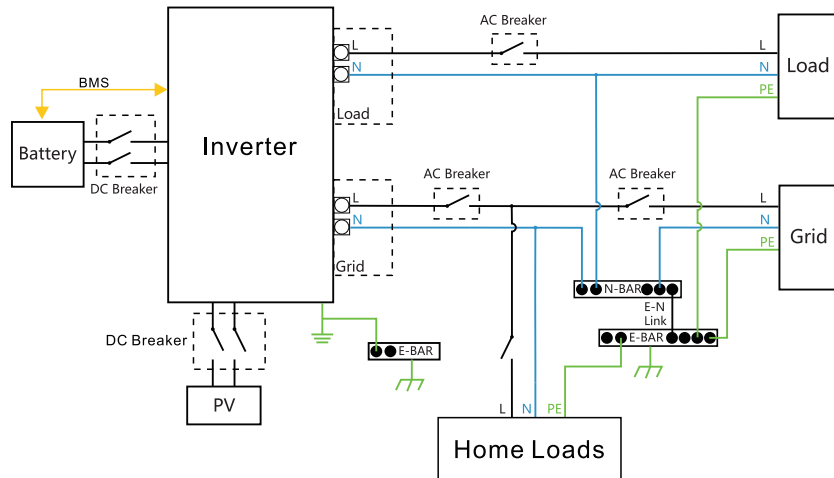 AC Breaker
L
L
N
N
Load
BMS
PE
Load
Battery
Inverter
DC Breaker
AC Breaker
AC Breaker
L
L
N
N
PE
Grid
Grid
N-BAR
E-N
Link
DC Breaker
E-BAR
E-BAR
PV
L
N
PE
Home Loads